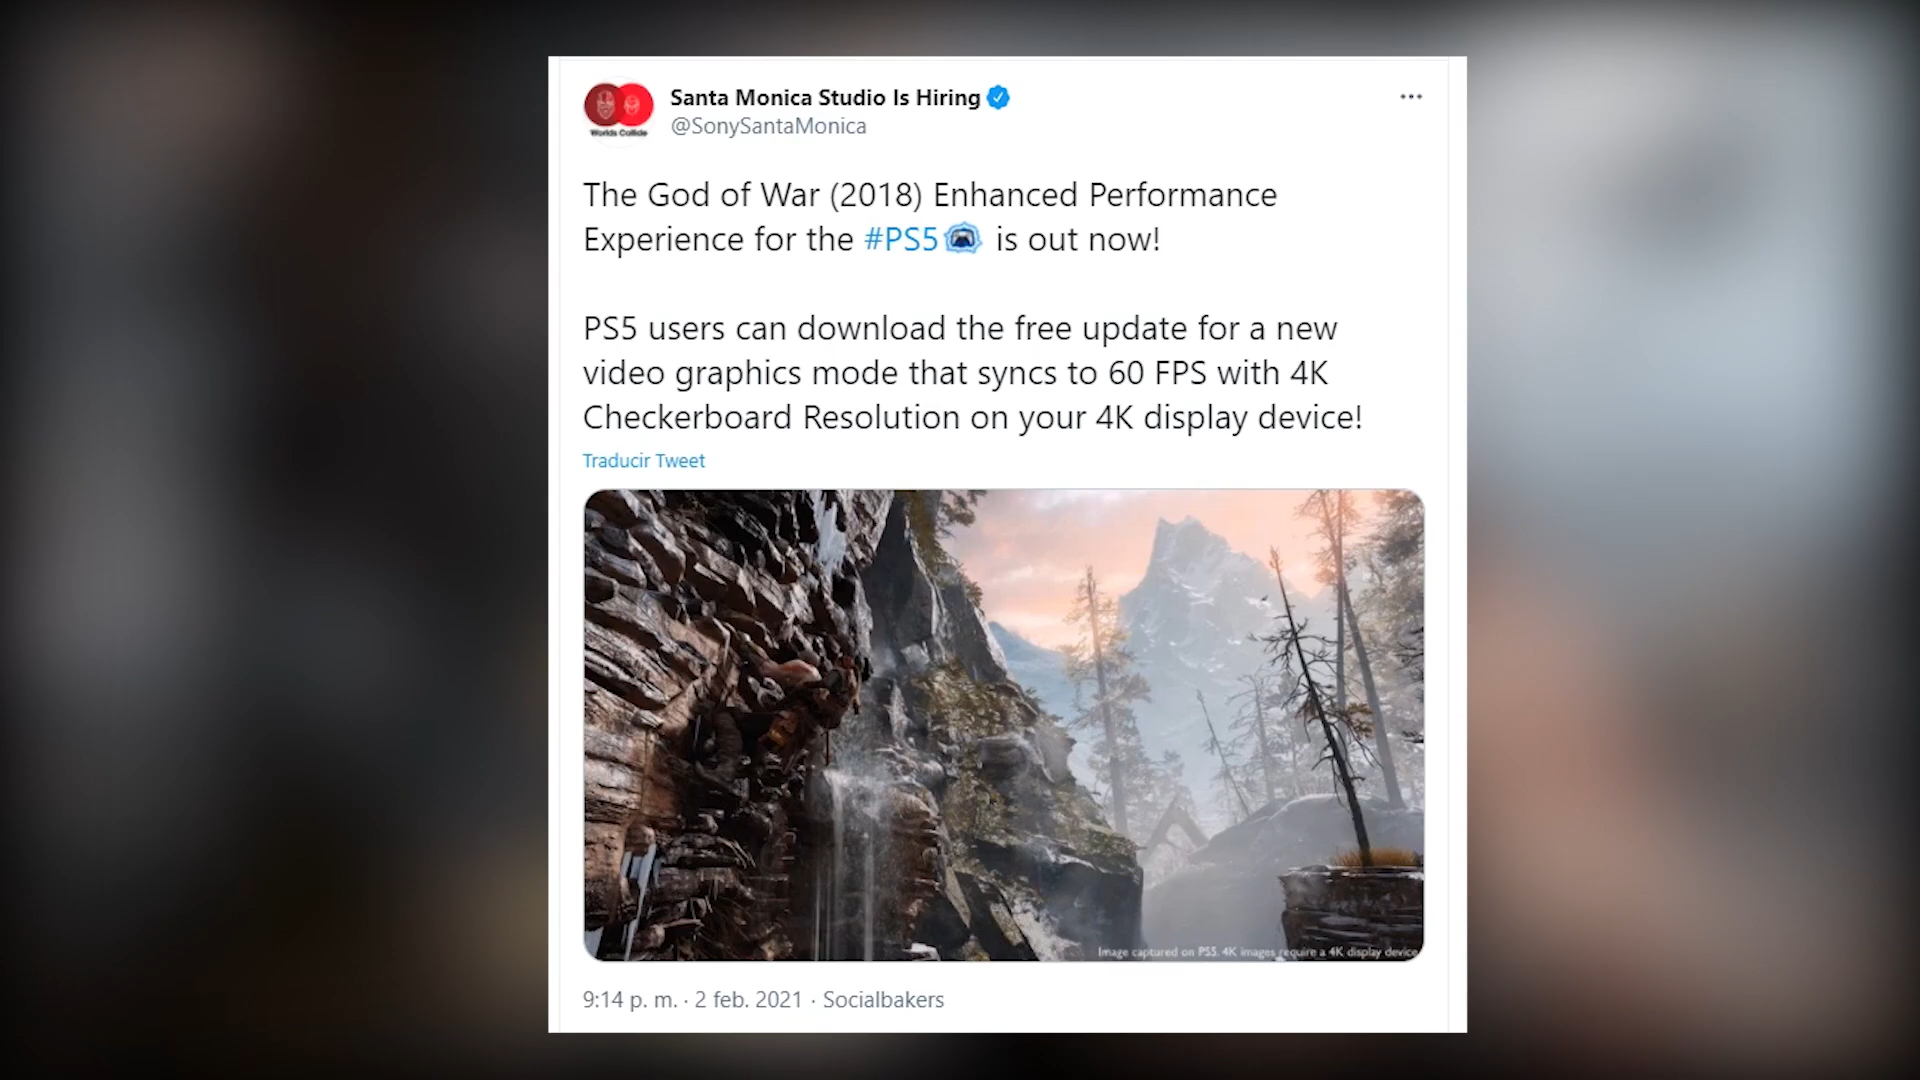 Santa Monica Studio Is Hiring
@SonySantaMonica
Worlds Collide
The God of War (2018) Enhanced Performance
Experience for the #PS5 is out now!
PS5 users can download the free update for a new
video graphics mode that syncs to 60 FPS with 4K
Checkerboard Resolution on your 4K display device!
Traducir Tweet
Image captured on PS5. 4K images require a 4K display device
9:14 p. m. · 2 feb. 2021 · Socialbakers